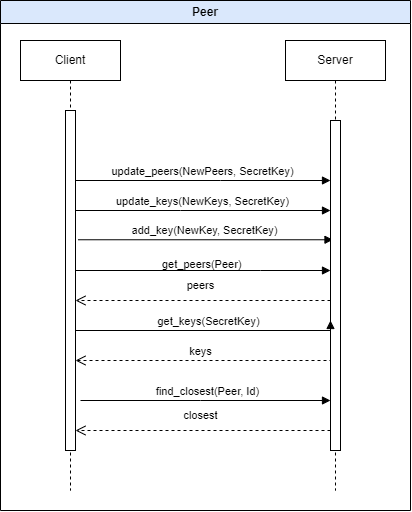 Peer
Client
Server
update_peers(NewPeers, SecretKey)
update_keys(NewKeys, SecretKey)
add_key(NewKey, SecretKey)
get_peers(Peer)
peers
get_keys(SecretKey)
keys
find_closest(Peer, Id)
closest